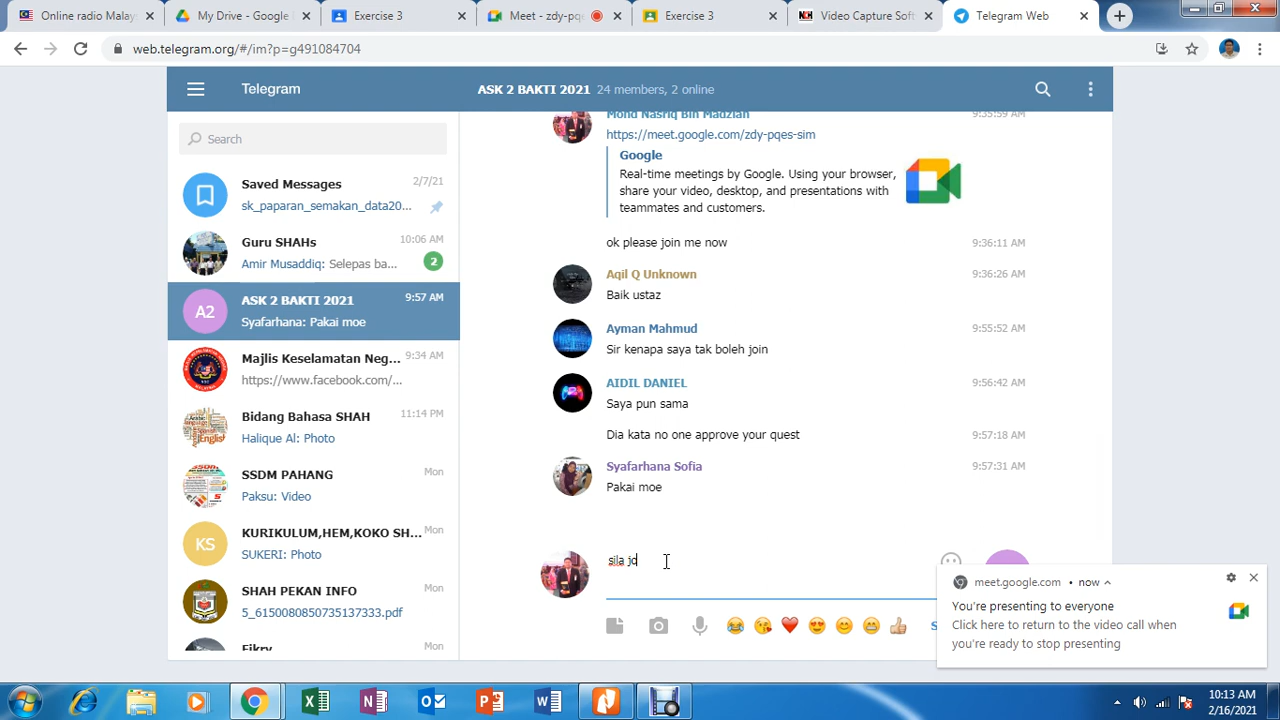 Online radio Malay
My Drive - Google
Exercise 3
Meet - zdy-pqe
Exercise 3
Video Capture Soft
Telegram Web
web.telegram.org/#/im?p=g491084704
Telegram
ASK 2 BAKTI 2021 24 members, 2 online
Search
Saved Messages 2/7/21
sk_paparan_semakan_data20...
Guru SHAHs 10:06 AM
Amir Musaddiq: Selepas ba... 2
A2 ASK 2 BAKTI 2021 9:57 AM
Syafarhana: Pakai moe
Majlis Keselamatan Neg... 9:34 AM
https://www.facebook.com/...
Bidang Bahasa SHAH 11:14 PM
Halique Al: Photo
SSDM PAHANG Mon
Paksu: Video
KS KURIKULUM,HEM,KOKO SH... Mon
SUKERI: Photo
SHAH PEKAN INFO Mon
5_6150080850735137333.pdf
Fikry Mon
Mohd Nasriq Bin Madzlan 9:35:59 AM
https://meet.google.com/zdy-pqes-sim
Google
Real-time meetings by Google. Using your browser,
share your video, desktop, and presentations with
teammates and customers.
ok please join me now 9:36:11 AM
Aqil Q Unknown 9:36:26 AM
Baik ustaz
Ayman Mahmud 9:55:52 AM
Sir kenapa saya tak boleh join
AIDIL DANIEL 9:56:42 AM
Saya pun sama
Dia kata no one approve your quest 9:57:18 AM
Syafarhana Sofia 9:57:31 AM
Pakai moe
sila jo
meet.google.com • now
You're presenting to everyone
Click here to return to the video call when
you're ready to stop presenting
10:13 AM
2/16/2021